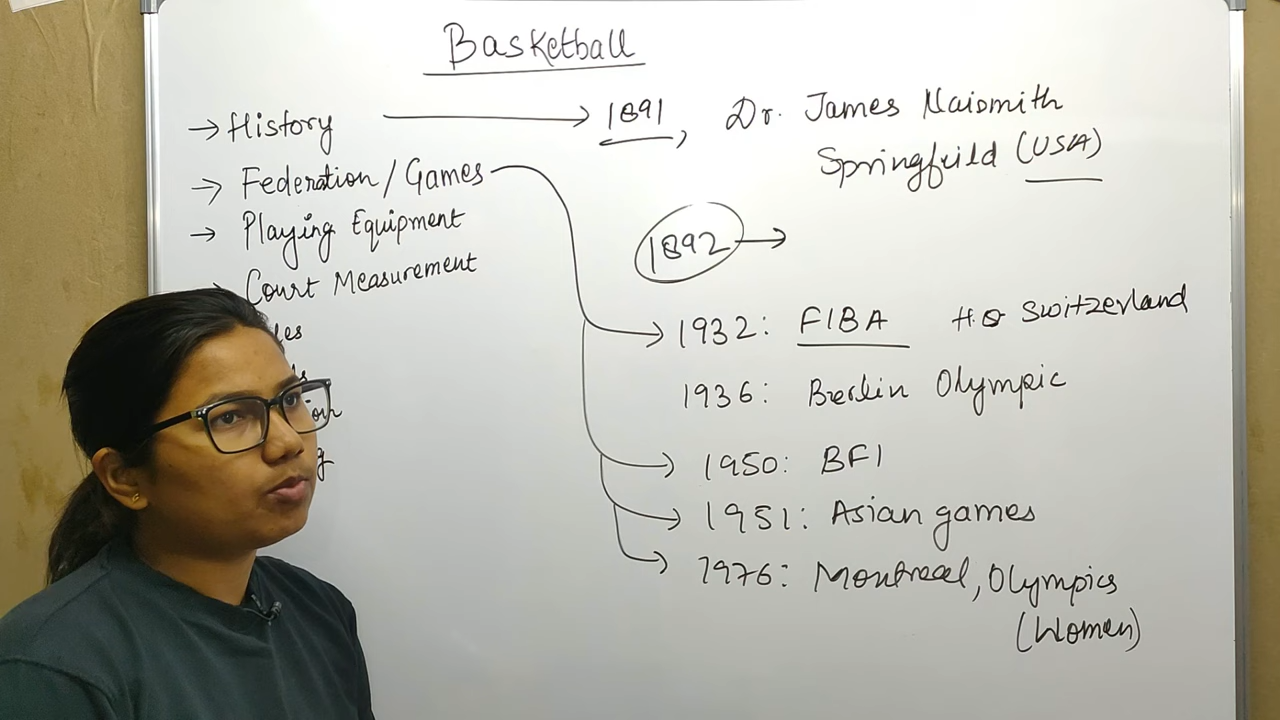 Basketball
→ History → 1891, Dr. James Naismith
Springfeild (USA)
→ Federation / Games
→ Playing Equipment
1892 →
Court Measurement
→ 1932: FIBA H.Q Switzerland
1936: Berlin Olympic
→ 1950: BFI
→ 1951: Asian games
→ 1976: Montreal, Olympics
(Women)